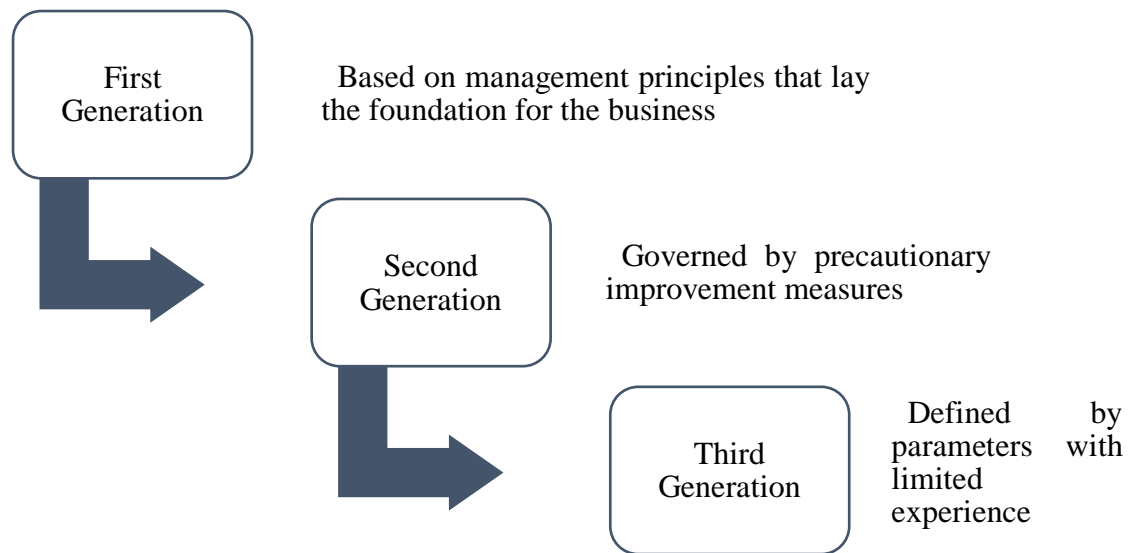 First
Generation
Based on management principles that lay
the foundation for the business
Second
Generation
Governed by precautionary
improvement measures
Third
Generation
Defined by
parameters with
limited
experience